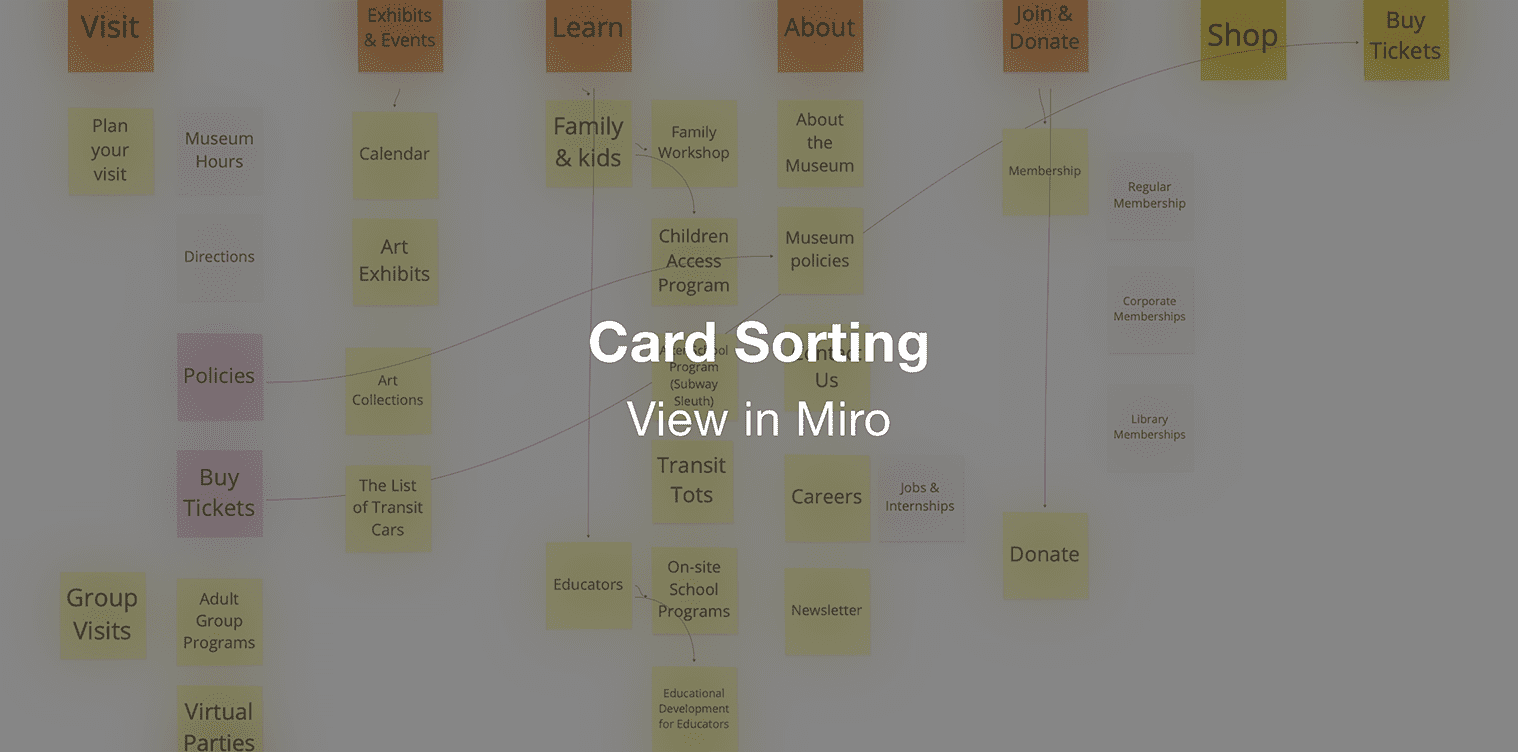 Visit
Exhibits
& Events
Learn
About
Join &
Donate
Shop
Buy
Tickets
Plan
your
visit
Museum
Hours
Directions
Policies
Buy
Tickets
Group
Visits
Adult
Group
Programs
Virtual
Parties
Calendar
Art
Exhibits
Art
Collections
The List
of Transit
Cars
Family
& kids
Family
Workshop
Children
Access
Program
After School
Program
(Subway
Sleuth)
Transit
Tots
Educators
On-site
School
Programs
Educational
Development
for Educators
About
the
Museum
Museum
policies
Contact
Us
Careers
Jobs &
Internships
Newsletter
Membership
Regular
Membership
Corporate
Memberships
Library
Memberships
Donate
Card Sorting
View in Miro